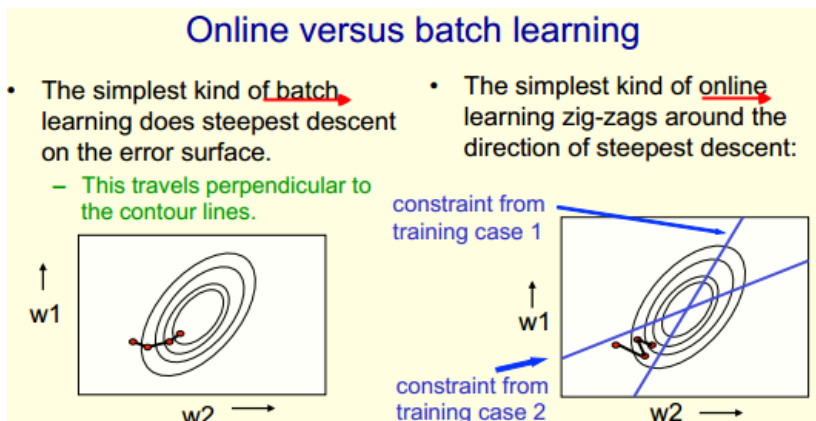 Online versus batch learning
• The simplest kind of batch
learning does steepest descent
on the error surface.
– This travels perpendicular to
the contour lines.
w1
w2
• The simplest kind of online
learning zig-zags around the
direction of steepest descent:
constraint from
training case 1
w1
constraint from
training case 2
w2